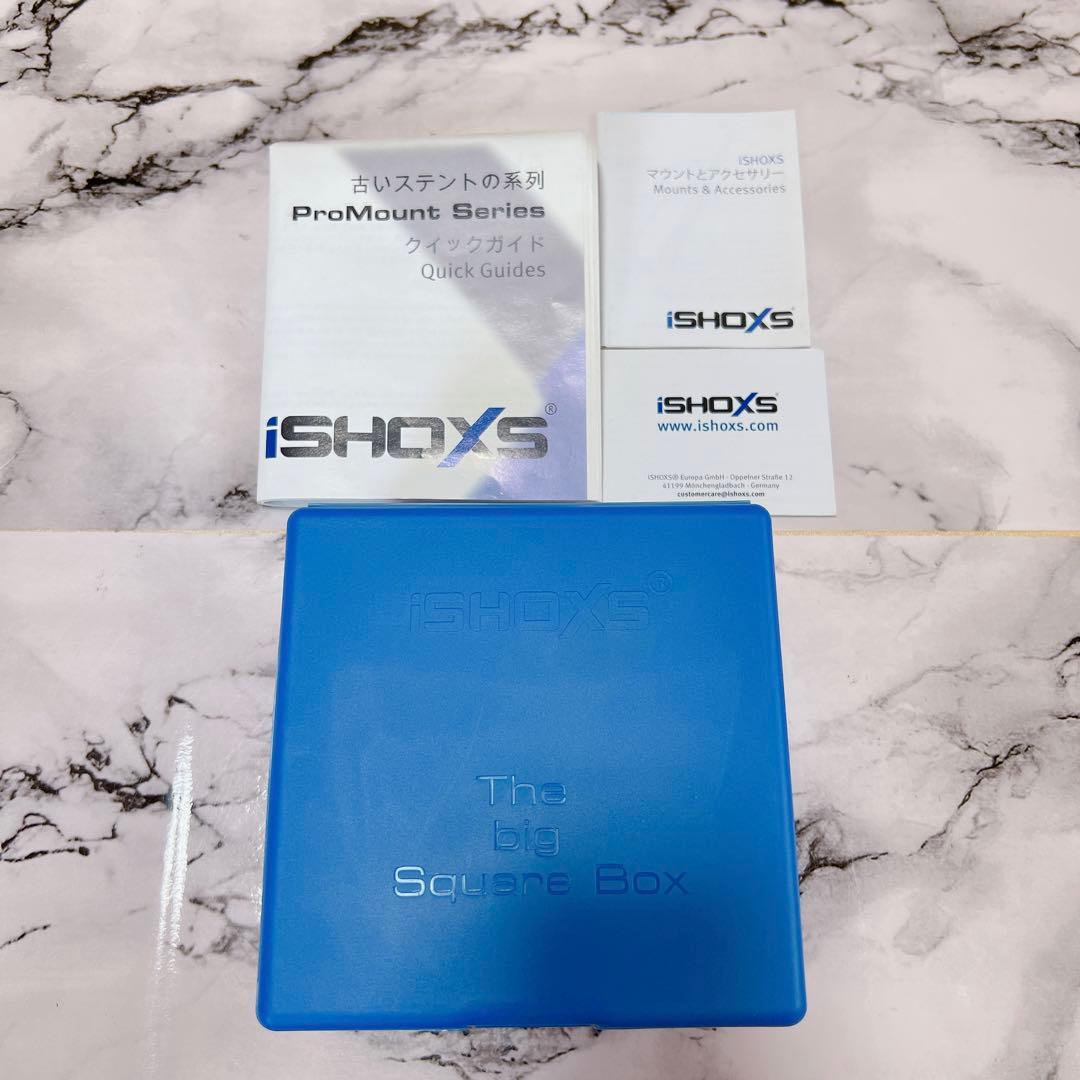 古いステントの系列
ProMount Series
クイックガイド
Quick Guides
iSHOXS®
iSHOXS
マウントとアクセサリー
Mounts & Accessories
iSHOXS®
iSHOXS®
www.ishoxs.com
iSHOXS® Europa GmbH - Oppelner Straße 12
41199 Mönchengladbach - Germany
customercare@ishoxs.com
iSHOXS®
The
big
Square Box